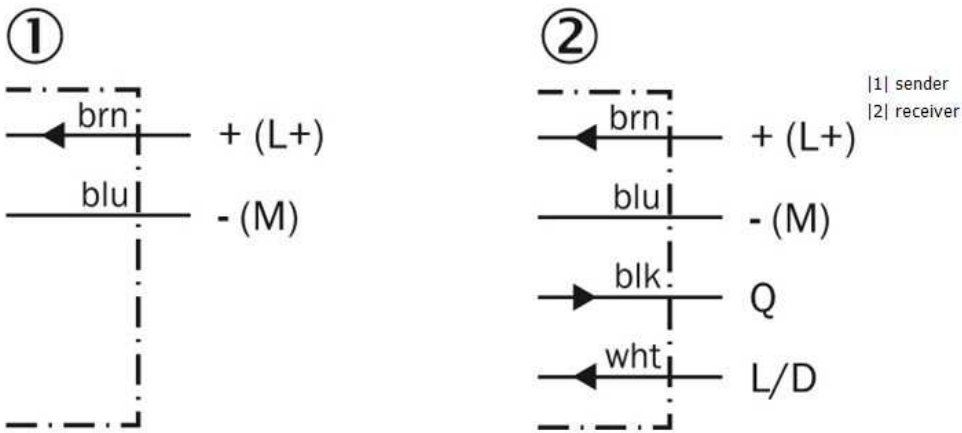 ①
brn
+ (L+)
blu
- (M)
②
brn
+ (L+)
blu
- (M)
blk
Q
wht
L/D
|1| sender
|2| receiver